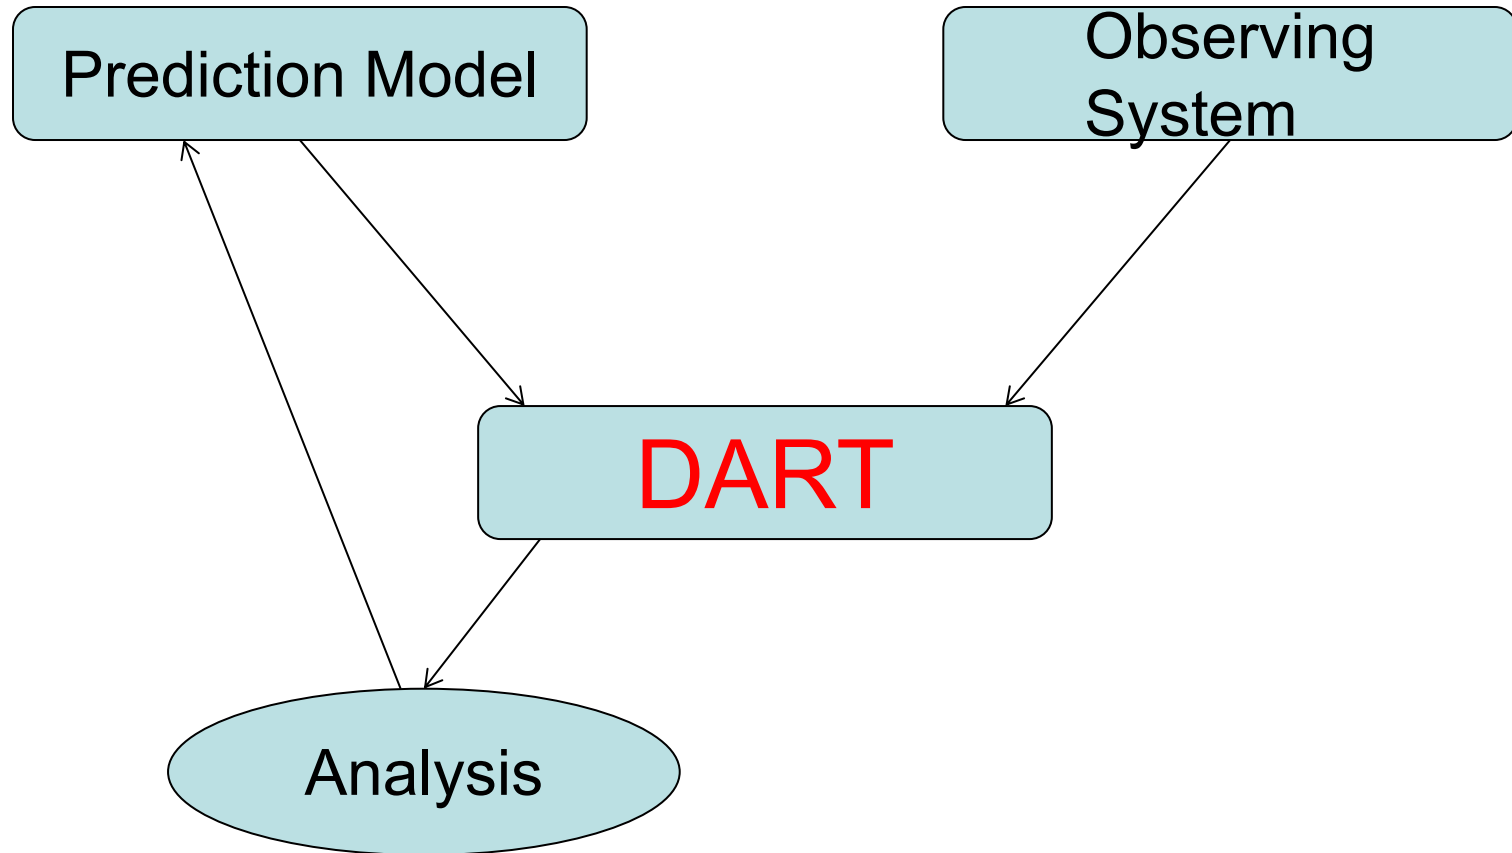 Prediction Model
Observing
System
DART
Analysis